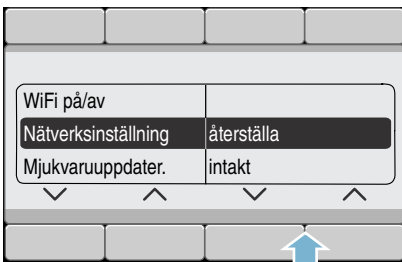 WiFi på/av
Nätverksinställning återställa
Mjukvaruuppdater. intakt